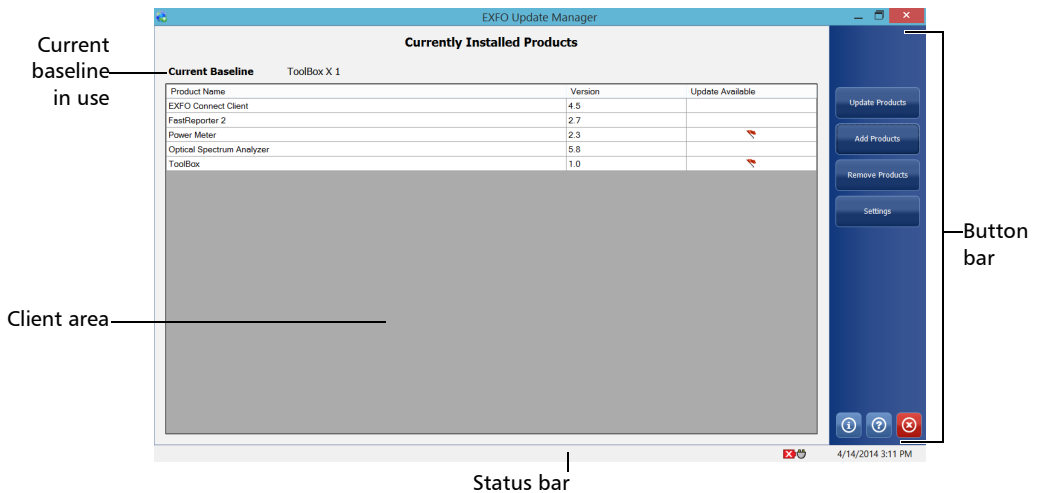 EXFO Update Manager
Currently Installed Products
Current
baseline
in use
Current Baseline ToolBox X 1
Product Name Version Update Available
EXFO Connect Client 4.5
FastReporter 2 2.7
Power Meter 2.3
Optical Spectrum Analyzer 5.8
ToolBox 1.0
Update Products
Add Products
Remove Products
Settings
Button
bar
Client area
4/14/2014 3:11 PM
Status bar